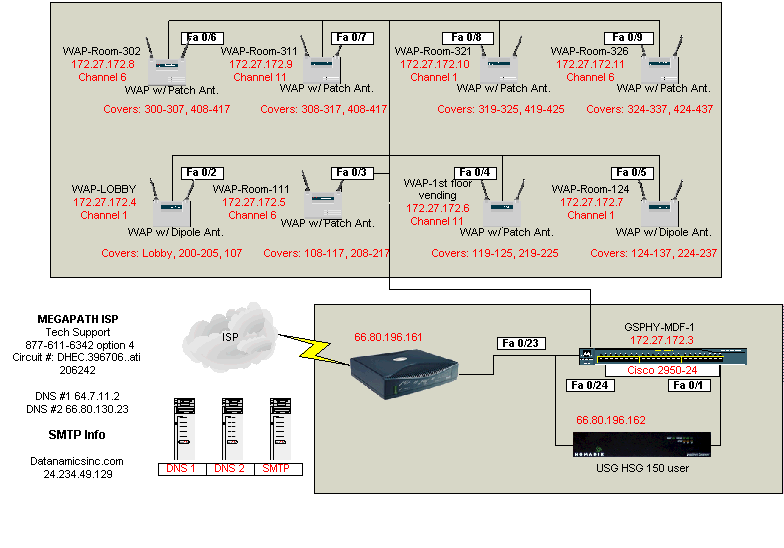 Fa 0/6
Fa 0/7
Fa 0/8
Fa 0/9
WAP-Room-302
172.27.172.8
Channel 6
WAP w/ Patch Ant.
Covers: 300-307, 408-417
WAP-Room-311
172.27.172.9
Channel 11
WAP w/ Patch Ant.
Covers: 308-317, 408-417
WAP-Room-321
172.27.172.10
Channel 1
WAP w/ Patch Ant.
Covers: 319-325, 419-425
WAP-Room-326
172.27.172.11
Channel 6
WAP w/ Patch Ant.
Covers: 324-337, 424-437
Fa 0/2
Fa 0/3
Fa 0/4
Fa 0/5
WAP-LOBBY
172.27.172.4
Channel 1
WAP w/ Dipole Ant.
Covers: Lobby, 200-205, 107
WAP-Room-111
172.27.172.5
Channel 6
WAP w/ Patch Ant.
Covers: 108-117, 208-217
WAP-1st floor
vending
172.27.172.6
Channel 11
WAP w/ Patch Ant.
Covers: 119-125, 219-225
WAP-Room-124
172.27.172.7
Channel 1
WAP w/ Dipole Ant.
Covers: 124-137, 224-237
MEGAPATH ISP
Tech Support
877-611-6342 option 4
Circuit #: DHEC.396706..ati
206242
DNS #1 64.7.11.2
DNS #2 66.80.130.23
SMTP Info
Datanamicsinc.com
24.234.49.129
ISP
DNS 1
DNS 2
SMTP
66.80.196.161
Fa 0/23
GSPHY-MDF-1
172.27.172.3
Cisco 2950-24
Fa 0/24
Fa 0/1
66.80.196.162
NOMADIX
USG HSG 150 user